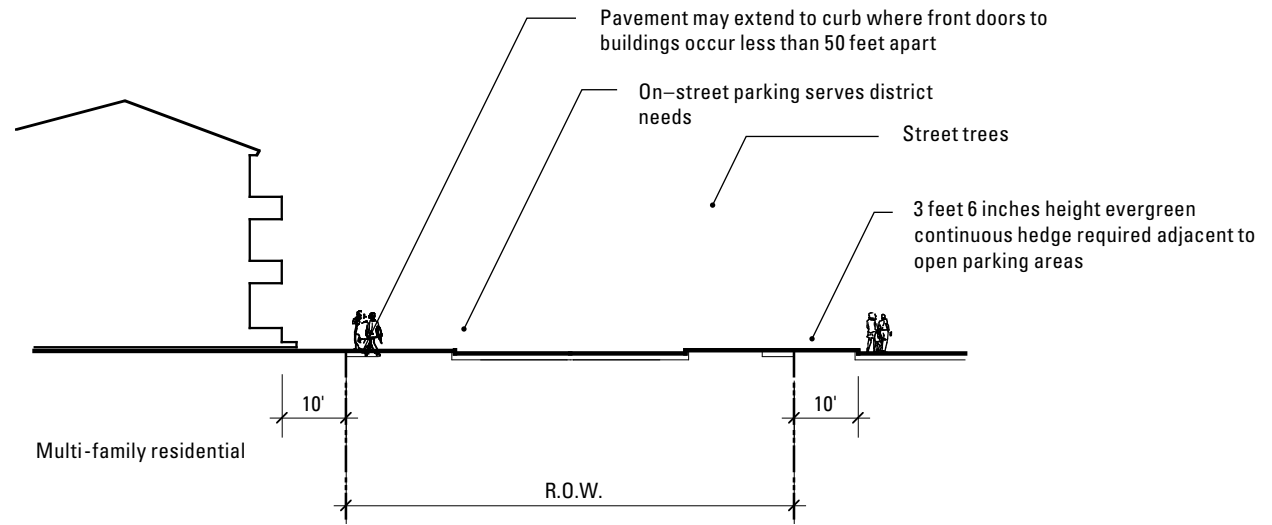 Pavement may extend to curb where front doors to
buildings occur less than 50 feet apart
On–street parking serves district
needs
Street trees
3 feet 6 inches height evergreen
continuous hedge required adjacent to
open parking areas
10'
10'
Multi-family residential
R.O.W.